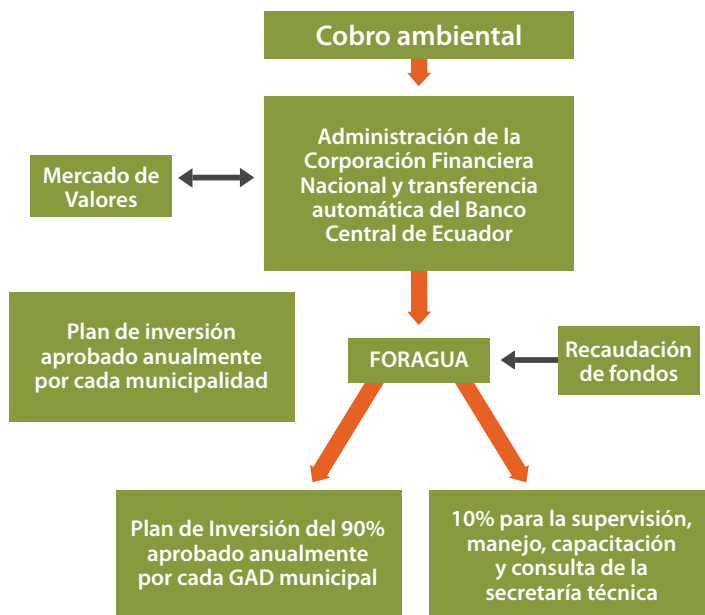 Cobro ambiental
Administración de la
Corporación Financiera
Nacional y transferencia
automática del Banco
Central de Ecuador
Mercado de
Valores
Plan de inversión
aprobado anualmente
por cada municipalidad
FORAGUA
Recaudación
de fondos
Plan de Inversión del 90%
aprobado anualmente
por cada GAD municipal
10% para la supervisión,
manejo, capacitación
y consulta de la
secretaría técnica